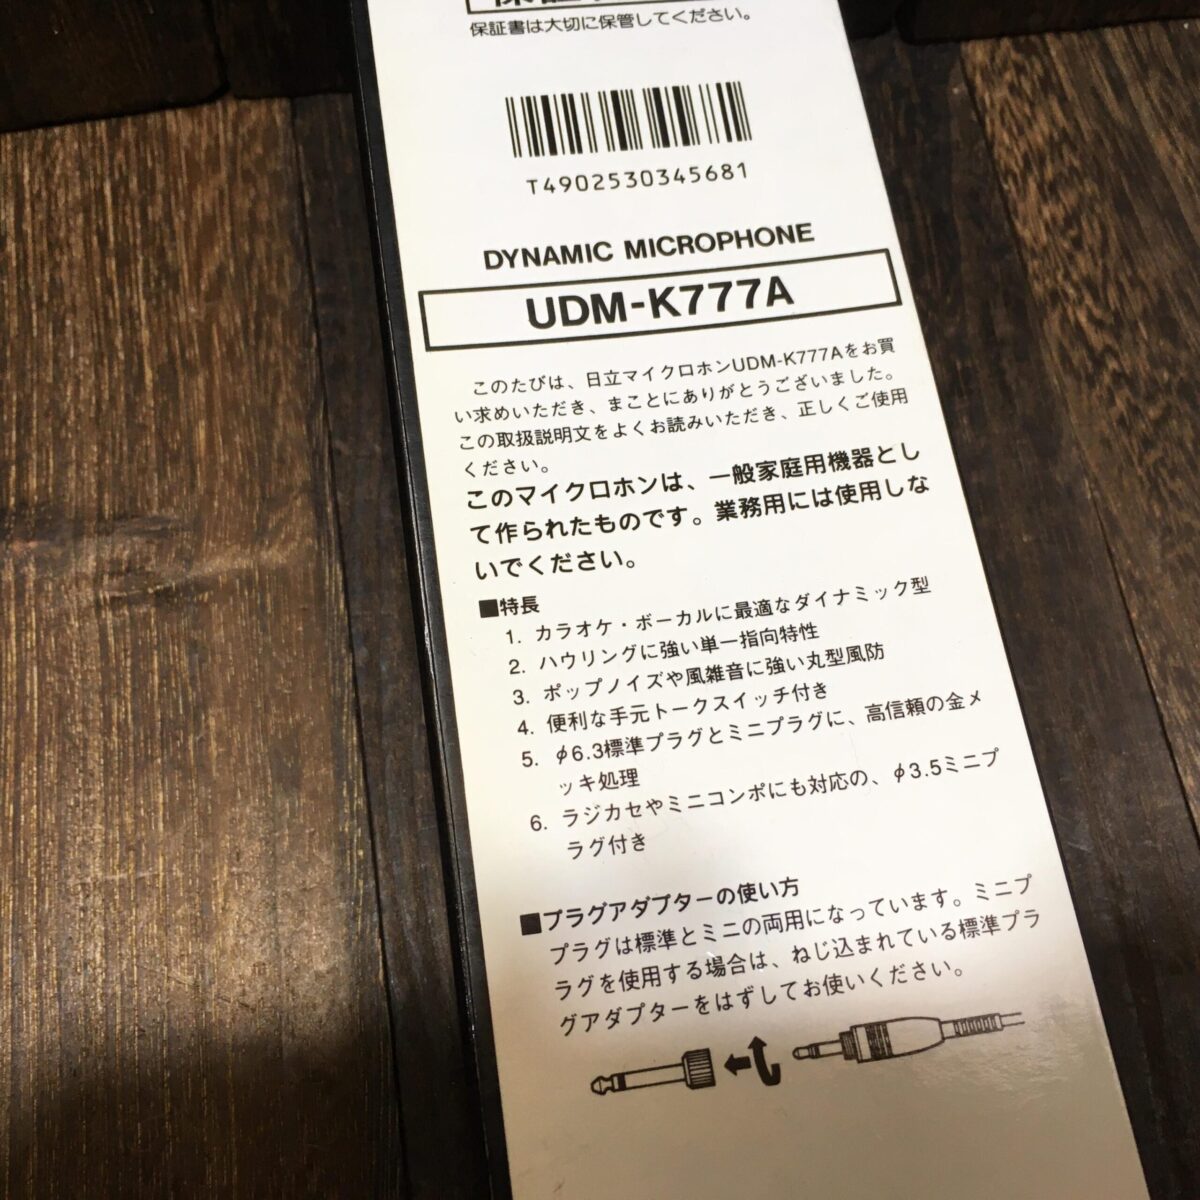 保証書は大切に保管してください。
T4902530345681
DYNAMIC MICROPHONE
UDM-K777A
このたびは、日立マイクロホンUDM-K777Aをお買
い求めいただき、まことにありがとうございました。
この取扱説明文をよくお読みいただき、正しくご使用
ください。
このマイクロホンは、一般家庭用機器とし
て作られたものです。業務用には使用しな
いでください。
■特長
1. カラオケ・ボーカルに最適なダイナミック型
2. ハウリングに強い単一指向特性
3. ポップノイズや風雑音に強い丸型風防
4. 便利な手元トークスイッチ付き
5. φ6.3標準プラグとミニプラグに、高信頼の金メ
ッキ処理
6. ラジカセやミニコンポにも対応の、φ3.5ミニプ
ラグ付き
■プラグアダプターの使い方
プラグは標準とミニの両用になっています。ミニプ
ラグを使用する場合は、ねじ込まれている標準プラ
グアダプターをはずしてお使いください。